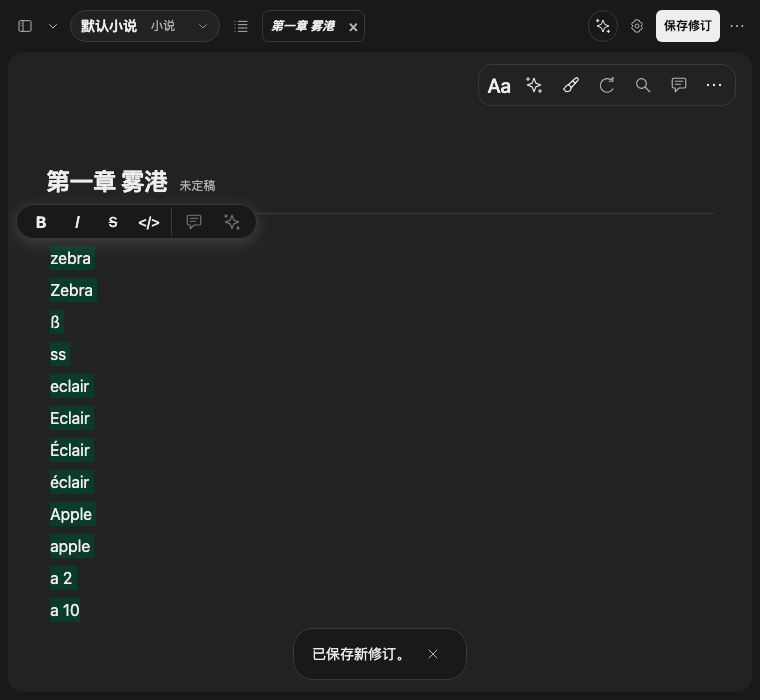 默认小说 小说 第一章 雾港 × 保存修订 ···
Aa ···
第一章 雾港 未定稿
B I S </>
zebra
Zebra
ß
ss
eclair
Eclair
Éclair
éclair
Apple
apple
a 2
a 10
已保存新修订。 ×